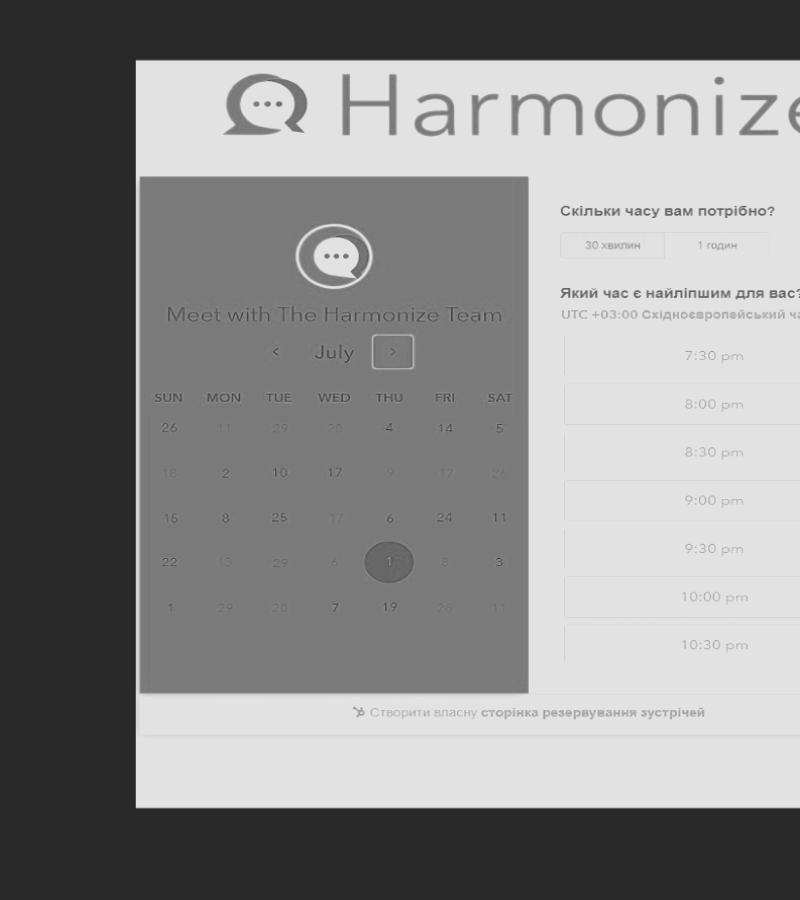 Harmonize
Meet with The Harmonize Team
< July >
SUN MON TUE WED THU FRI SAT
26 11 29 20 4 14 5
18 2 10 17 9 17 26
15 8 25 17 6 24 11
22 13 29 6 1 8 3
1 29 20 7 19 28 11
Скільки часу вам потрібно?
30 хвилин 1 годин
Який час є найліпшим для вас?
UTC +03:00 Східноєвропейський ча
7:30 pm
8:00 pm
8:30 pm
9:00 pm
9:30 pm
10:00 pm
10:30 pm
Створити власну сторінка резервування зустрічей